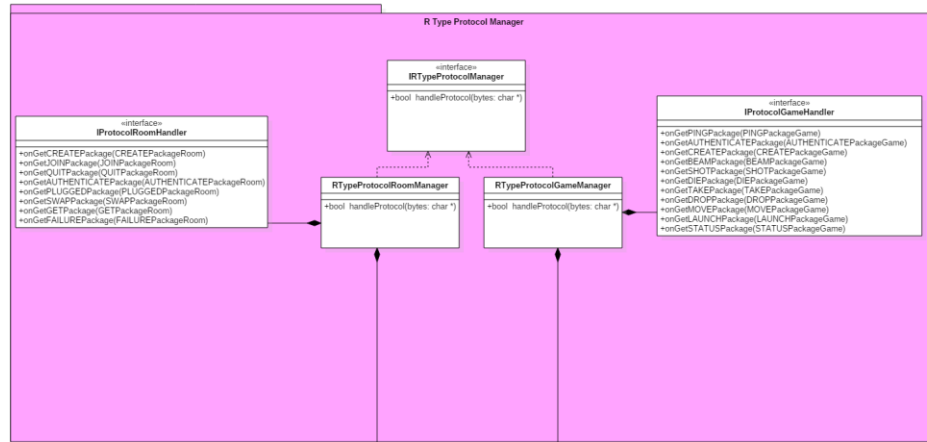 R Type Protocol Manager
«interface»
IRTypeProtocolManager
+bool handleProtocol(bytes: char *)
«interface»
IProtocolRoomHandler
+onGetCREATEPackage(CREATEPackageRoom)
+onGetJOINPackage(JOINPackageRoom)
+onGetQUITPackage(QUITPackageRoom)
+onGetAUTHENTICATEPackage(AUTHENTICATEPackageRoom)
+onGetPLUGGEDPackage(PLUGGEDPackageRoom)
+onGetSWAPPackage(SWAPPackageRoom)
+onGetGETPackage(GETPackageRoom)
+onGetFAILUREPackage(FAILUREPackageRoom)
RTypeProtocolRoomManager
+bool handleProtocol(bytes: char *)
RTypeProtocolGameManager
+bool handleProtocol(bytes: char *)
«interface»
IProtocolGameHandler
+onGetPINGPackage(PINGPackageGame)
+onGetAUTHENTICATEPackage(AUTHENTICATEPackageGame)
+onGetCREATEPackage(CREATEPackageGame)
+onGetBEAMPackage(BEAMPackageGame)
+onGetSHOTPackage(SHOTPackageGame)
+onGetDIEPackage(DIEPackageGame)
+onGetTAKEPackage(TAKEPackageGame)
+onGetDROPPackage(DROPPackageGame)
+onGetMOVEPackage(MOVEPackageGame)
+onGetLAUNCHPackage(LAUNCHPackageGame)
+onGetSTATUSPackage(STATUSPackageGame)